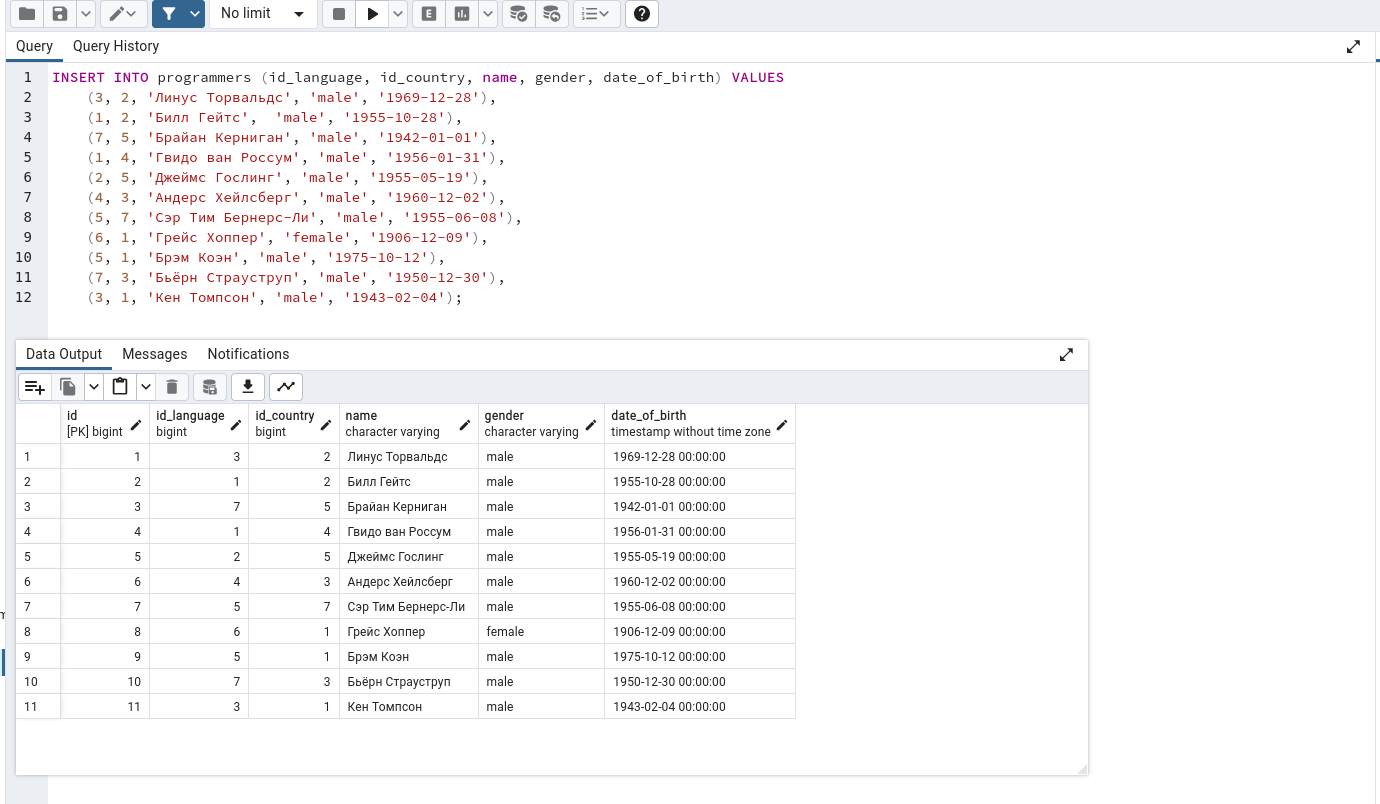 No limit
E
Query Query History
1 INSERT INTO programmers (id_language, id_country, name, gender, date_of_birth) VALUES
2 (3, 2, 'Линус Торвальдс', 'male', '1969-12-28'),
3 (1, 2, 'Билл Гейтс',  'male', '1955-10-28'),
4 (7, 5, 'Брайан Керниган', 'male', '1942-01-01'),
5 (1, 4, 'Гвидо ван Россум', 'male', '1956-01-31'),
6 (2, 5, 'Джеймс Гослинг', 'male', '1955-05-19'),
7 (4, 3, 'Андерс Хейлсберг', 'male', '1960-12-02'),
8 (5, 7, 'Сэр Тим Бернерс-Ли', 'male', '1955-06-08'),
9 (6, 1, 'Грейс Хоппер', 'female', '1906-12-09'),
10 (5, 1, 'Брэм Коэн', 'male', '1975-10-12'),
11 (7, 3, 'Бьёрн Страуструп', 'male', '1950-12-30'),
12 (3, 1, 'Кен Томпсон', 'male', '1943-02-04');
Data Output Messages Notifications
id id_language id_country name gender date_of_birth
[PK] bigint bigint bigint character varying character varying timestamp without time zone
1 1 3 2 Линус Торвальдс male 1969-12-28 00:00:00
2 2 1 2 Билл Гейтс male 1955-10-28 00:00:00
3 3 7 5 Брайан Керниган male 1942-01-01 00:00:00
4 4 1 4 Гвидо ван Россум male 1956-01-31 00:00:00
5 5 2 5 Джеймс Гослинг male 1955-05-19 00:00:00
6 6 4 3 Андерс Хейлсберг male 1960-12-02 00:00:00
7 7 5 7 Сэр Тим Бернерс-Ли male 1955-06-08 00:00:00
8 8 6 1 Грейс Хоппер female 1906-12-09 00:00:00
9 9 5 1 Брэм Коэн male 1975-10-12 00:00:00
10 10 7 3 Бьёрн Страуструп male 1950-12-30 00:00:00
11 11 3 1 Кен Томпсон male 1943-02-04 00:00:00